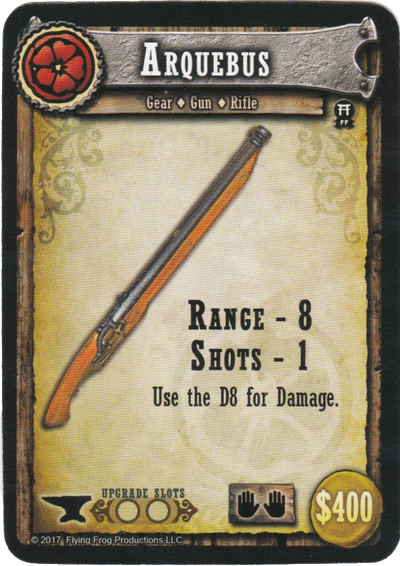 Arquebus
Gear ♦ Gun ♦ Rifle
FF
Range - 8
Shots - 1
Use the D8 for Damage.
UPGRADE SLOTS
$400
© 2017, Flying Frog Productions LLC